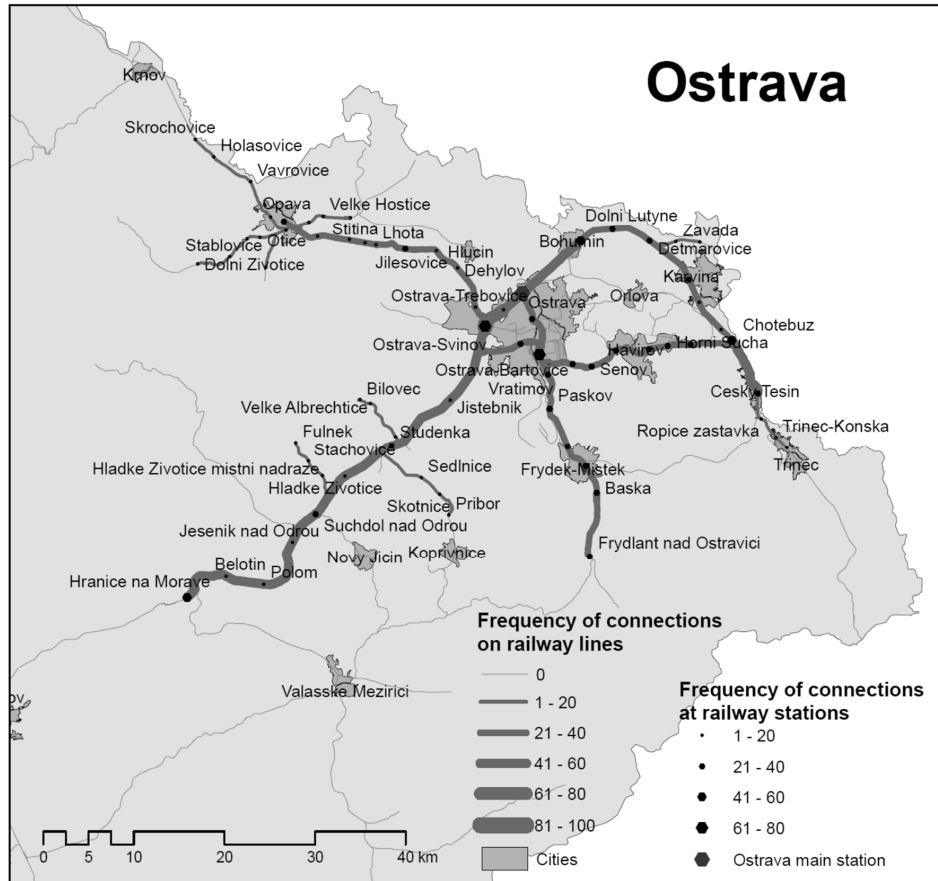 Ostrava
Krnov
Skrochovice
Holasovice
Vavrovice
Opava
Velke Hostice
Stitina
Lhota
Stablovice
Otice
Dolni Zivotice
Jilesovice
Hlucin
Dehylov
Dolni Lutyne
Bohumin
Zavada
Detmarovice
Karvina
Ostrava-Trebovice
Ostrava
Orlova
Chotebuz
Ostrava-Svinov
Havirov
Horni Sucha
Ostrava-Bartovice
Senov
Vratimov
Bilovec
Paskov
Cesky Tesin
Velke Albrechtice
Jistebnik
Fulnek
Studenka
Stachovice
Ropice zastavka
Trinec-Konska
Trinec
Hladke Zivotice mistni nadraze
Sedlnice
Frydek-Mistek
Hladke Zivotice
Skotnice
Pribor
Baska
Suchdol nad Odrou
Jesenik nad Odrou
Novy Jicin
Koprivnice
Frydlant nad Ostravici
Belotin
Polom
Hranice na Morave
Valasske Mezirici
ov
Frequency of connections
on railway lines
0
1 - 20
21 - 40
41 - 60
61 - 80
81 - 100
Cities
Frequency of connections
at railway stations
1 - 20
21 - 40
41 - 60
61 - 80
Ostrava main station
0 5 10 20 30 40 km